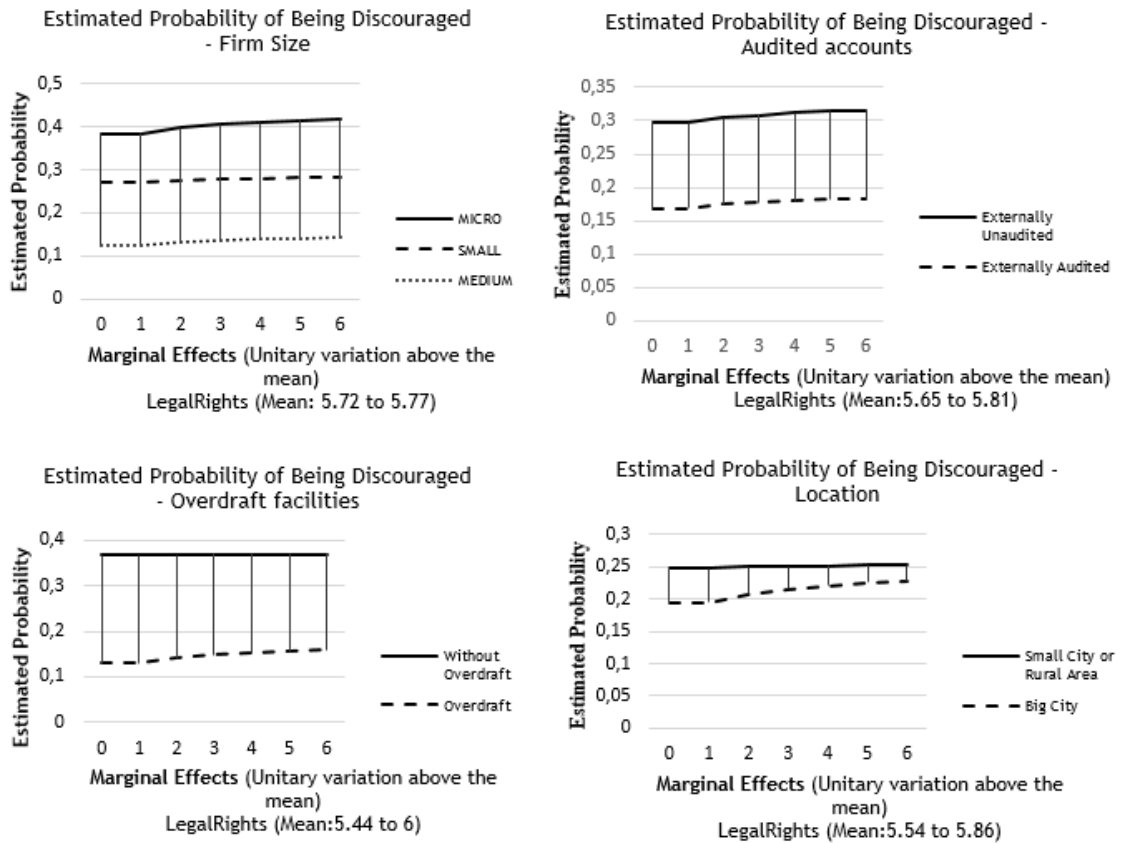 Estimated Probability of Being Discouraged
- Firm Size
Estimated Probability
0,5
0,4
0,3
0,2
0,1
0
0 1 2 3 4 5 6
MICRO
SMALL
MEDIUM
Marginal Effects (Unitary variation above the
mean)
LegalRights (Mean: 5.72 to 5.77)
Estimated Probability of Being Discouraged -
Audited accounts
Estimated Probability
0,35
0,3
0,25
0,2
0,15
0,1
0,05
0
0 1 2 3 4 5 6
Externally
Unaudited
Externally Audited
Marginal Effects (Unitary variation above the mean)
LegalRights (Mean:5.65 to 5.81)
Estimated Probability of Being Discouraged
- Overdraft facilities
Estimated Probability
0,4
0,3
0,2
0,1
0
0 1 2 3 4 5 6
Without
Overdraft
Overdraft
Marginal Effects (Unitary variation above the
mean)
LegalRights (Mean:5.44 to 6)
Estimated Probability of Being Discouraged -
Location
Estimated Probability
0,3
0,25
0,2
0,15
0,1
0,05
0
0 1 2 3 4 5 6
Small City or
Rural Area
Big City
Marginal Effects (Unitary variation above the
mean)
LegalRights (Mean:5.54 to 5.86)